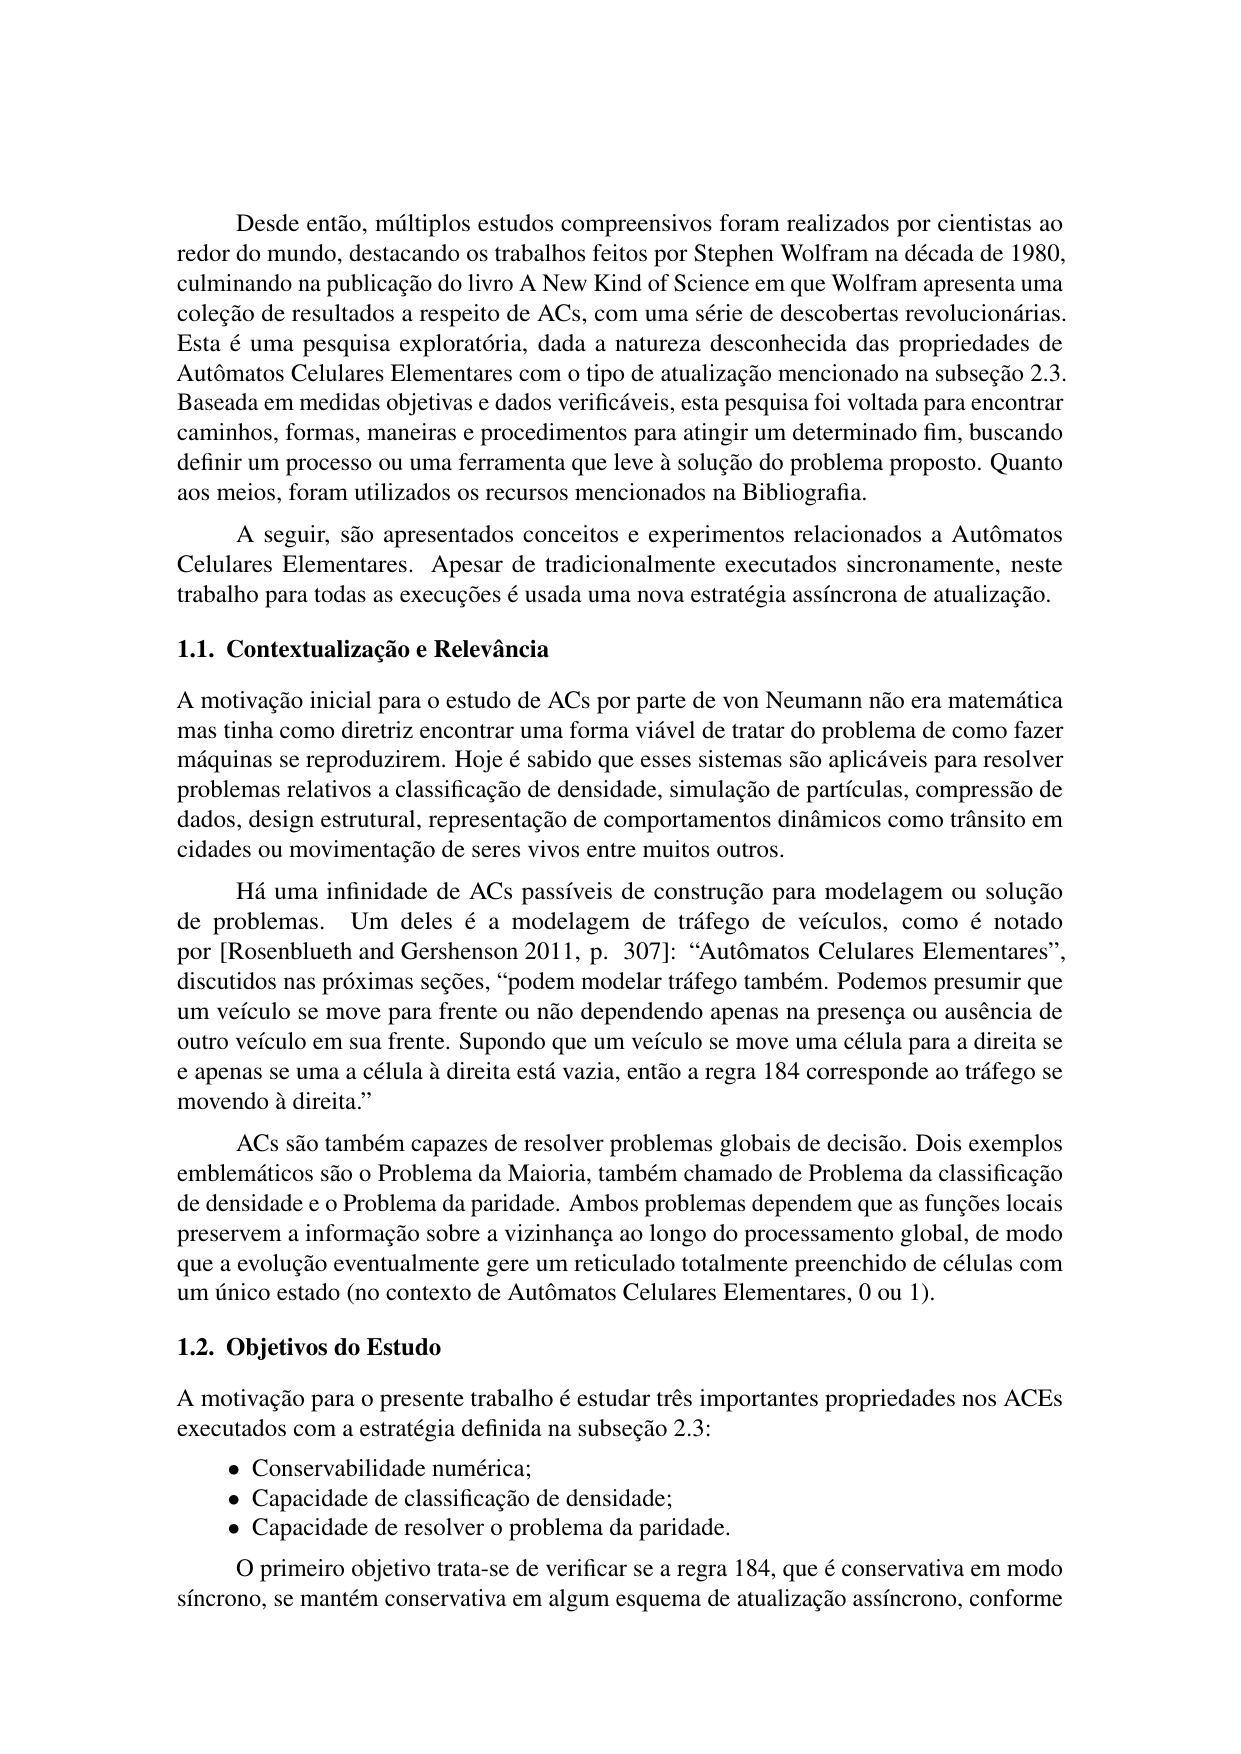 Desde então, múltiplos estudos compreensivos foram realizados por cientistas ao
redor do mundo, destacando os trabalhos feitos por Stephen Wolfram na década de 1980,
culminando na publicação do livro A New Kind of Science em que Wolfram apresenta uma
coleção de resultados a respeito de ACs, com uma série de descobertas revolucionárias.
Esta é uma pesquisa exploratória, dada a natureza desconhecida das propriedades de
Autômatos Celulares Elementares com o tipo de atualização mencionado na subseção 2.3.
Baseada em medidas objetivas e dados verificáveis, esta pesquisa foi voltada para encontrar
caminhos, formas, maneiras e procedimentos para atingir um determinado fim, buscando
definir um processo ou uma ferramenta que leve à solução do problema proposto. Quanto
aos meios, foram utilizados os recursos mencionados na Bibliografia.
A seguir, são apresentados conceitos e experimentos relacionados a Autômatos
Celulares Elementares. Apesar de tradicionalmente executados sincronamente, neste
trabalho para todas as execuções é usada uma nova estratégia assíncrona de atualização.
1.1. Contextualização e Relevância
A motivação inicial para o estudo de ACs por parte de von Neumann não era matemática
mas tinha como diretriz encontrar uma forma viável de tratar do problema de como fazer
máquinas se reproduzirem. Hoje é sabido que esses sistemas são aplicáveis para resolver
problemas relativos a classificação de densidade, simulação de partículas, compressão de
dados, design estrutural, representação de comportamentos dinâmicos como trânsito em
cidades ou movimentação de seres vivos entre muitos outros.
Há uma infinidade de ACs passíveis de construção para modelagem ou solução
de problemas. Um deles é a modelagem de tráfego de veículos, como é notado
por [Rosenblueth and Gershenson 2011, p. 307]: “Autômatos Celulares Elementares”,
discutidos nas próximas seções, “podem modelar tráfego também. Podemos presumir que
um veículo se move para frente ou não dependendo apenas na presença ou ausência de
outro veículo em sua frente. Supondo que um veículo se move uma célula para a direita se
e apenas se uma a célula à direita está vazia, então a regra 184 corresponde ao tráfego se
movendo à direita.”
ACs são também capazes de resolver problemas globais de decisão. Dois exemplos
emblemáticos são o Problema da Maioria, também chamado de Problema da classificação
de densidade e o Problema da paridade. Ambos problemas dependem que as funções locais
preservem a informação sobre a vizinhança ao longo do processamento global, de modo
que a evolução eventualmente gere um reticulado totalmente preenchido de células com
um único estado (no contexto de Autômatos Celulares Elementares, 0 ou 1).
1.2. Objetivos do Estudo
A motivação para o presente trabalho é estudar três importantes propriedades nos ACEs
executados com a estratégia definida na subseção 2.3:
• Conservabilidade numérica;
• Capacidade de classificação de densidade;
• Capacidade de resolver o problema da paridade.
O primeiro objetivo trata-se de verificar se a regra 184, que é conservativa em modo
síncrono, se mantém conservativa em algum esquema de atualização assíncrono, conforme